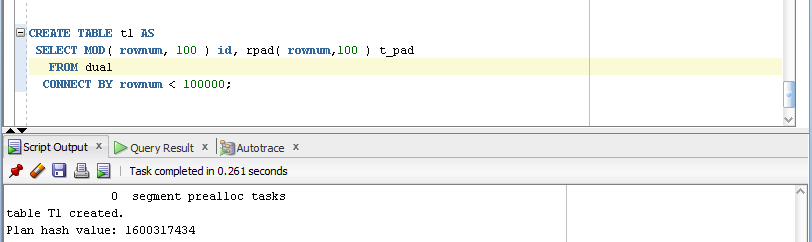 CREATE TABLE t1 AS
SELECT MOD( rownum, 100 ) id, rpad( rownum,100 ) t_pad
FROM dual
CONNECT BY rownum < 100000;
Script Output x Query Result x Autotrace x
Task completed in 0.261 seconds
0 segment prealloc tasks
table T1 created.
Plan hash value: 1600317434